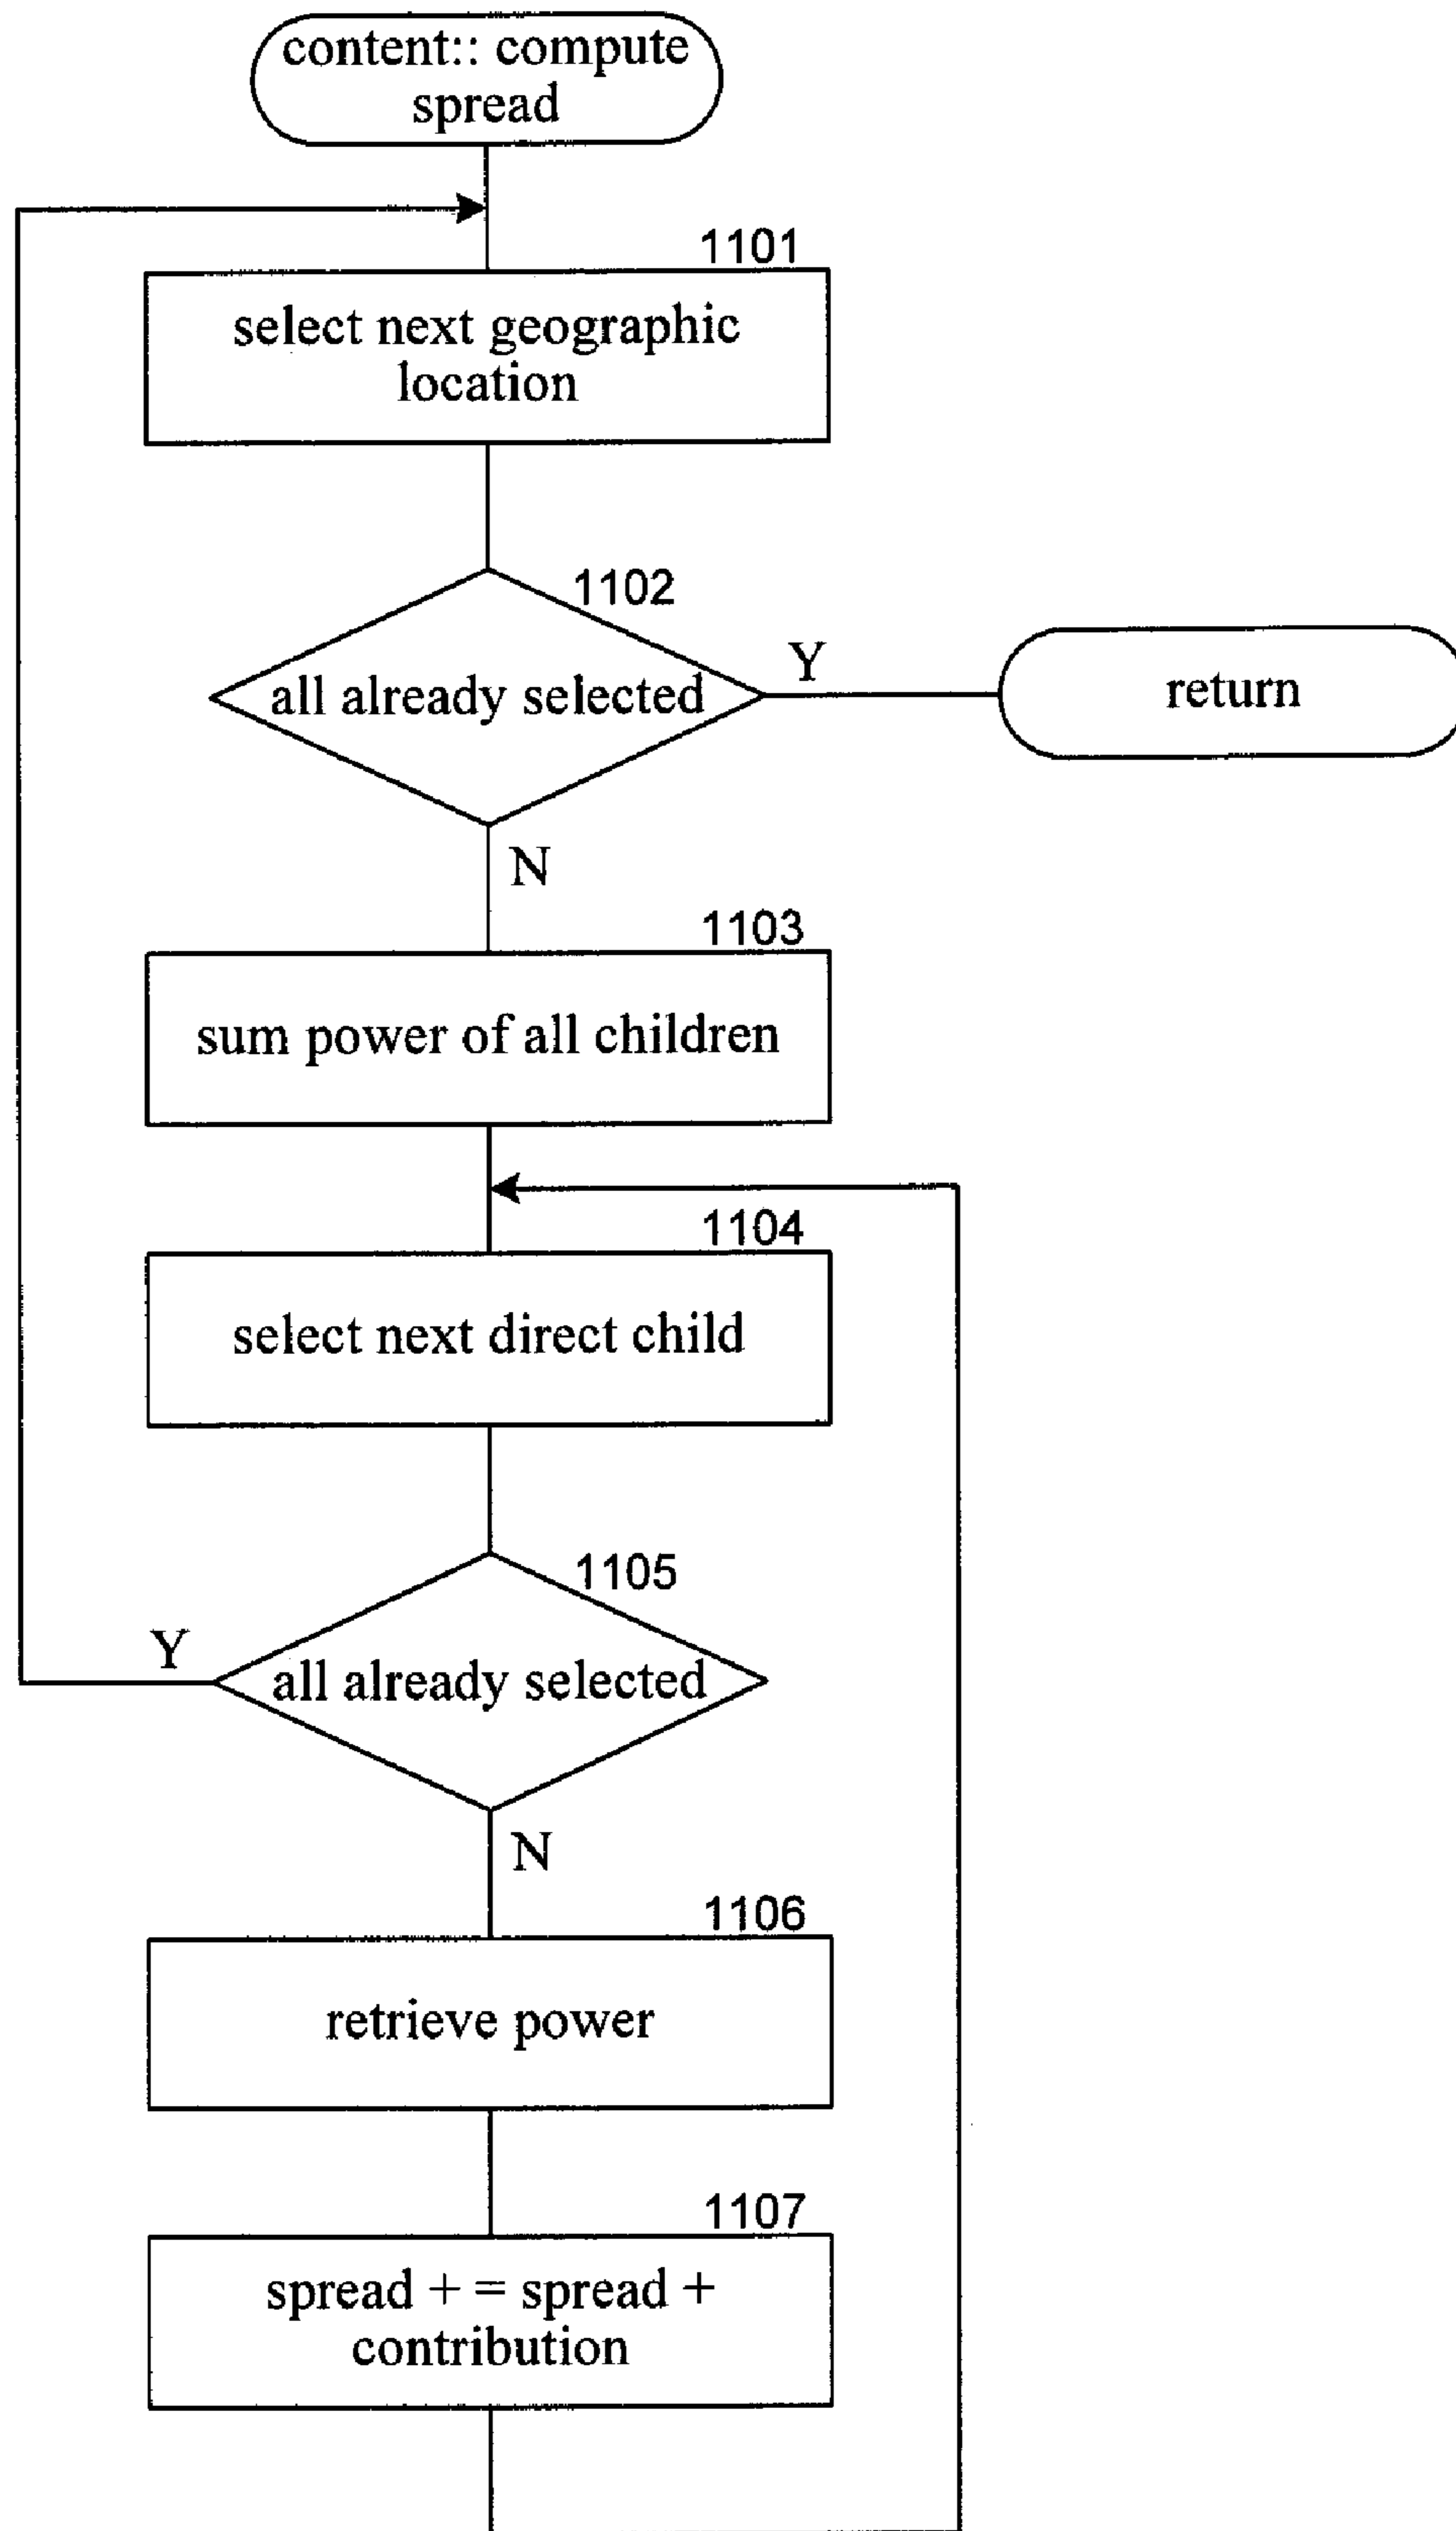 content:: compute
spread
1101
select next geographic
location
1102
all already selected
Y
return
N
1103
sum power of all children
1104
select next direct child
1105
Y
all already selected
N
1106
retrieve power
1107
spread + = spread +
contribution